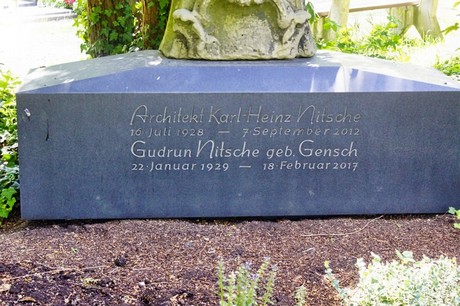 Architekt Karl-Heinz Nitsche
16·Juli 1928 — 7·September 2012
Gudrun Nitsche geb. Gensch
22·Januar 1929 — 18·Februar 2017